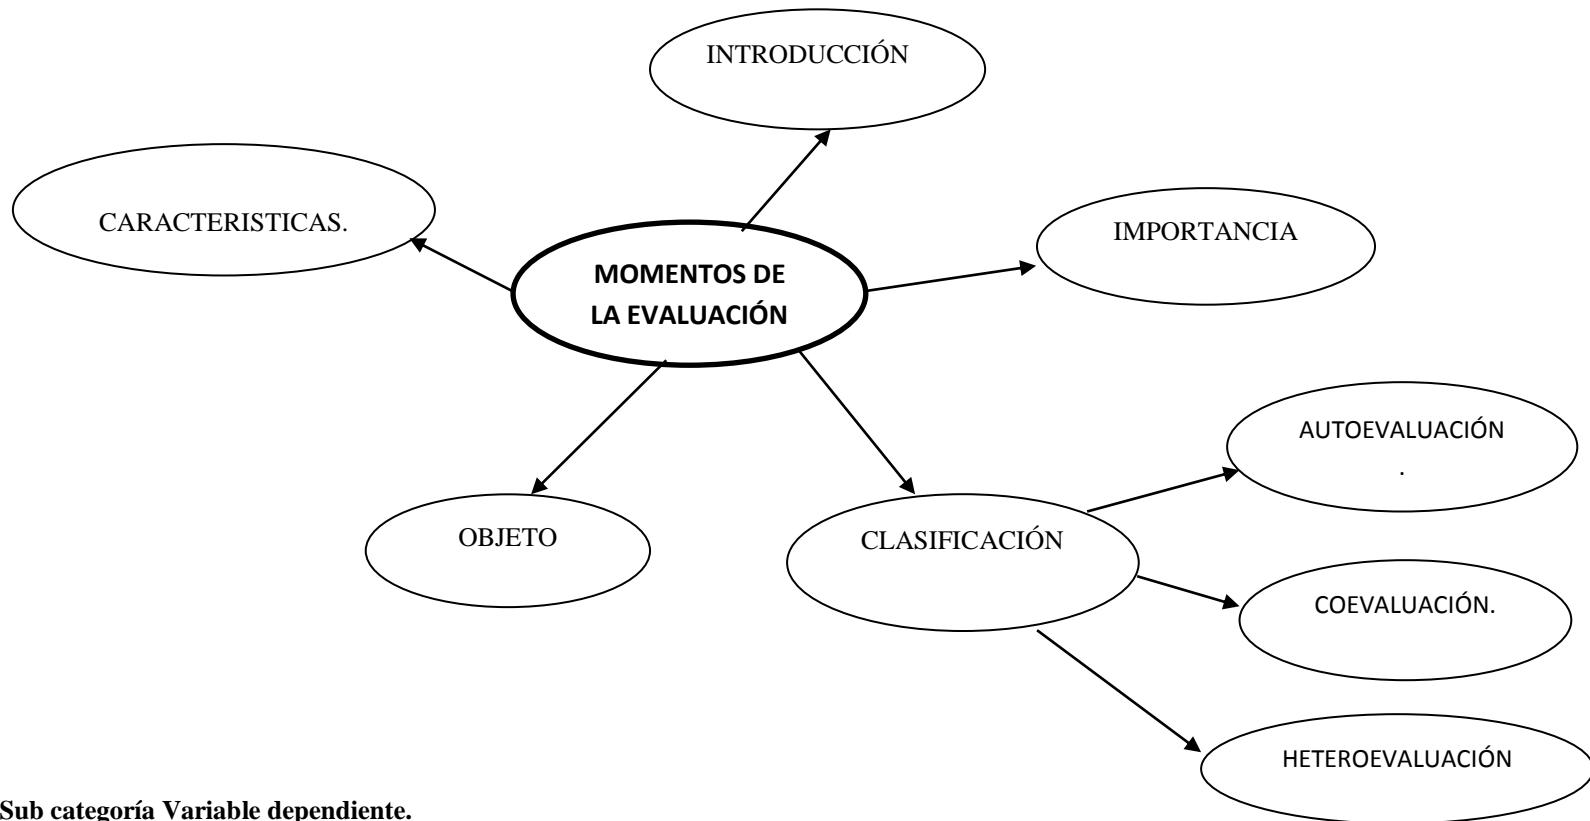 INTRODUCCIÓN
CARACTERISTICAS.
IMPORTANCIA
MOMENTOS DE
LA EVALUACIÓN
AUTOEVALUACIÓN
.
OBJETO
CLASIFICACIÓN
COEVALUACIÓN.
HETEROEVALUACIÓN
Sub categoría Variable dependiente.